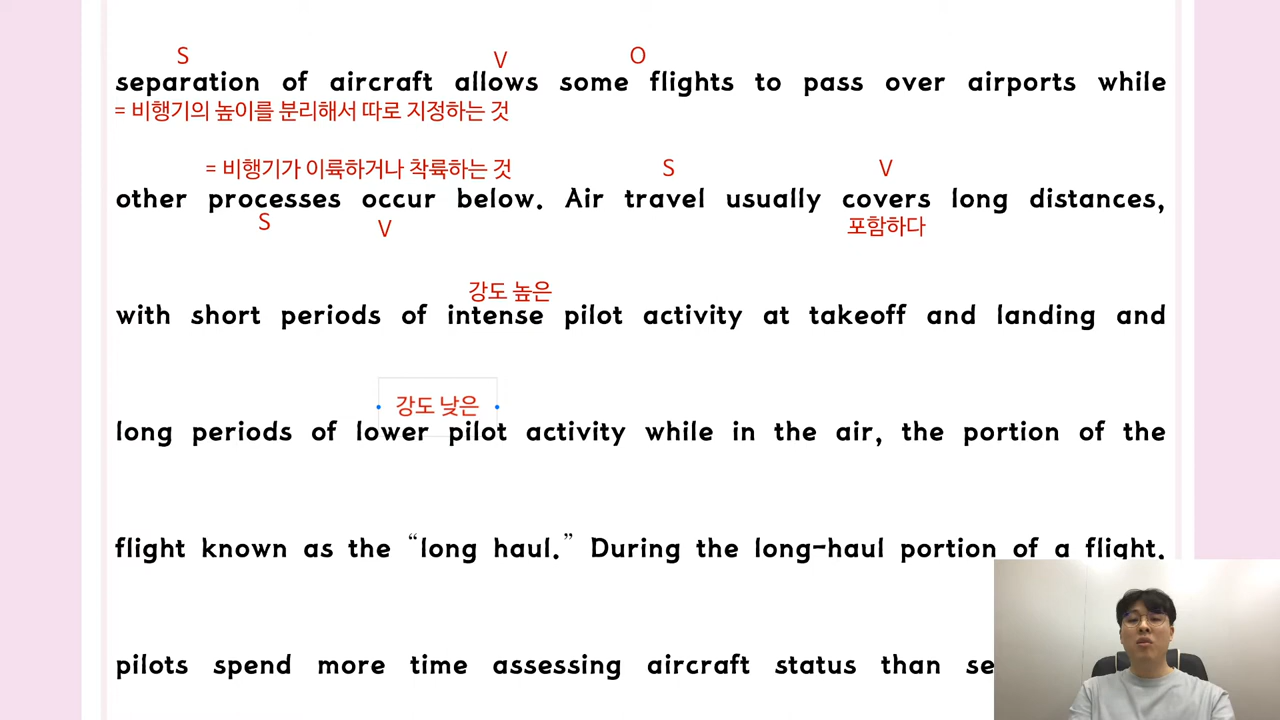 S V O
separation of aircraft allows some flights to pass over airports while
= 비행기의 높이를 분리해서 따로 지정하는 것
= 비행기가 이륙하거나 착륙하는 것 S V
other processes occur below. Air travel usually covers long distances,
S V 포함하다
강도 높은
with short periods of intense pilot activity at takeoff and landing and
강도 낮은
long periods of lower pilot activity while in the air, the portion of the
flight known as the “long haul.” During the long-haul portion of a flight,
pilots spend more time assessing aircraft status than